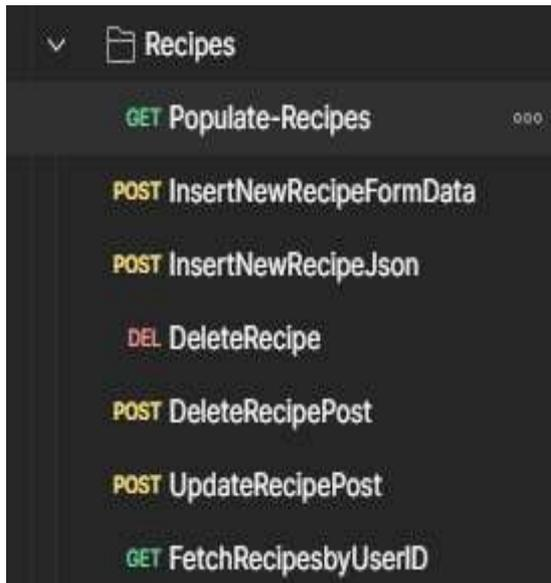 Recipes
GET Populate-Recipes
POST InsertNewRecipeFormData
POST InsertNewRecipeJson
DEL DeleteRecipe
POST DeleteRecipePost
POST UpdateRecipePost
GET FetchRecipesbyUserID